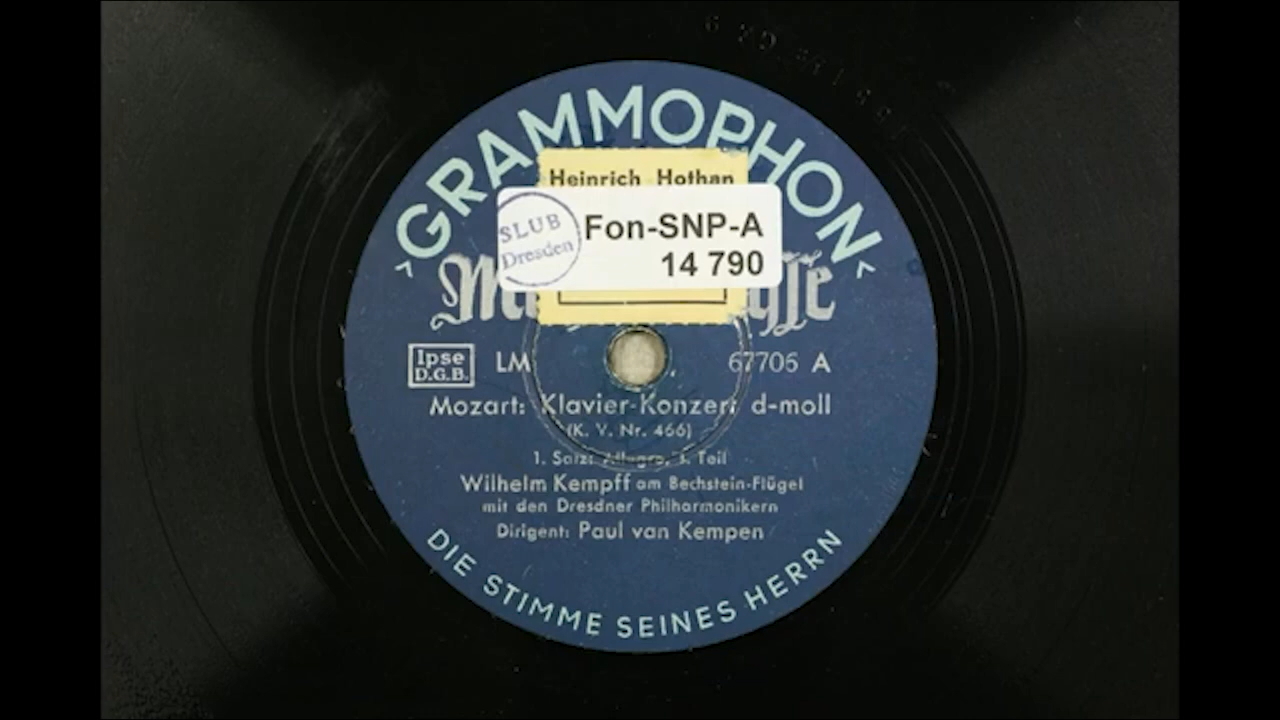 GRAMMOPHON
Heinrich Hothan
SLUB
Dresden
Fon-SNP-A
14 790
Ipse
D.G.B.
LM
67706 A
Mozart: Klavier-Konzert d-moll
(K. V. Nr. 466)
1. Satz: Allegro, Teil
Wilhelm Kempff am Bechstein-Flügel
mit den Dresdner Philharmonikern
Dirigent: Paul van Kempen
DIE STIMME SEINES HERRN